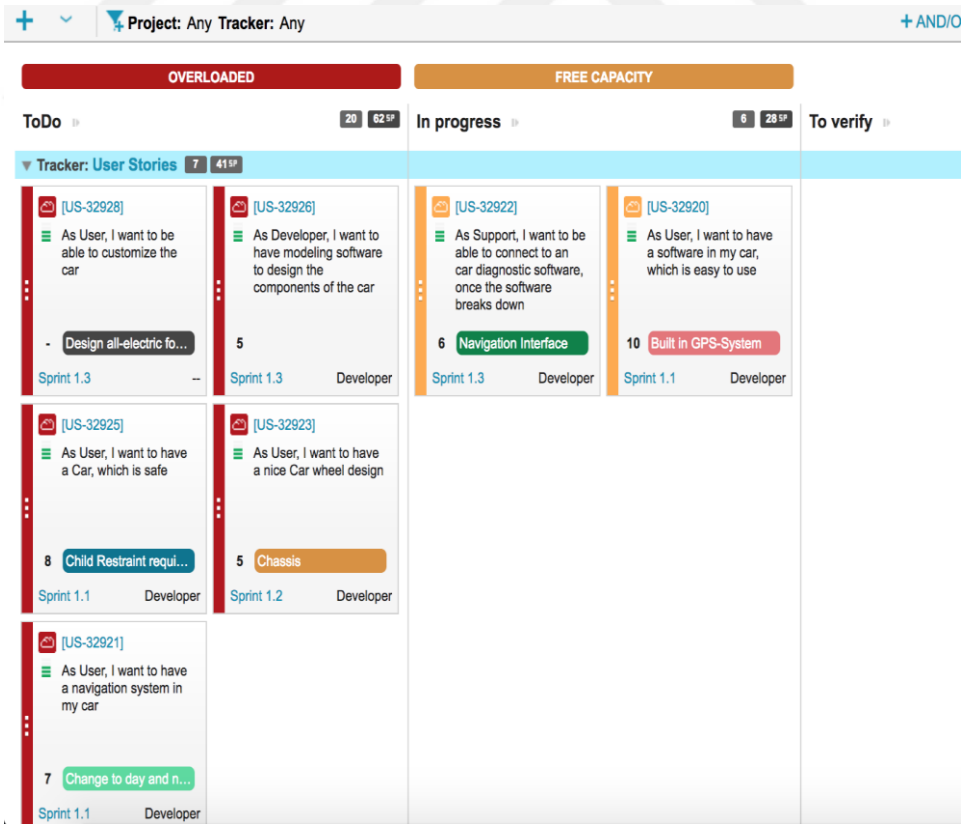 Project: Any Tracker: Any
+ AND/O
OVERLOADED
FREE CAPACITY
ToDo
20 62 SP
In progress
6 28 SP
To verify
Tracker: User Stories 7 41 SP
[US-32928]
As User, I want to be
able to customize the
car
- Design all-electric fo...
Sprint 1.3 --
[US-32926]
As Developer, I want to
have modeling software
to design the
components of the car
5
Sprint 1.3 Developer
[US-32922]
As Support, I want to be
able to connect to an
car diagnostic software,
once the software
breaks down
6 Navigation Interface
Sprint 1.3 Developer
[US-32920]
As User, I want to have
a software in my car,
which is easy to use
10 Built in GPS-System
Sprint 1.1 Developer
[US-32925]
As User, I want to have
a Car, which is safe
8 Child Restraint requi...
Sprint 1.1 Developer
[US-32923]
As User, I want to have
a nice Car wheel design
5 Chassis
Sprint 1.2 Developer
[US-32921]
As User, I want to have
a navigation system in
my car
7 Change to day and n...
Sprint 1.1 Developer